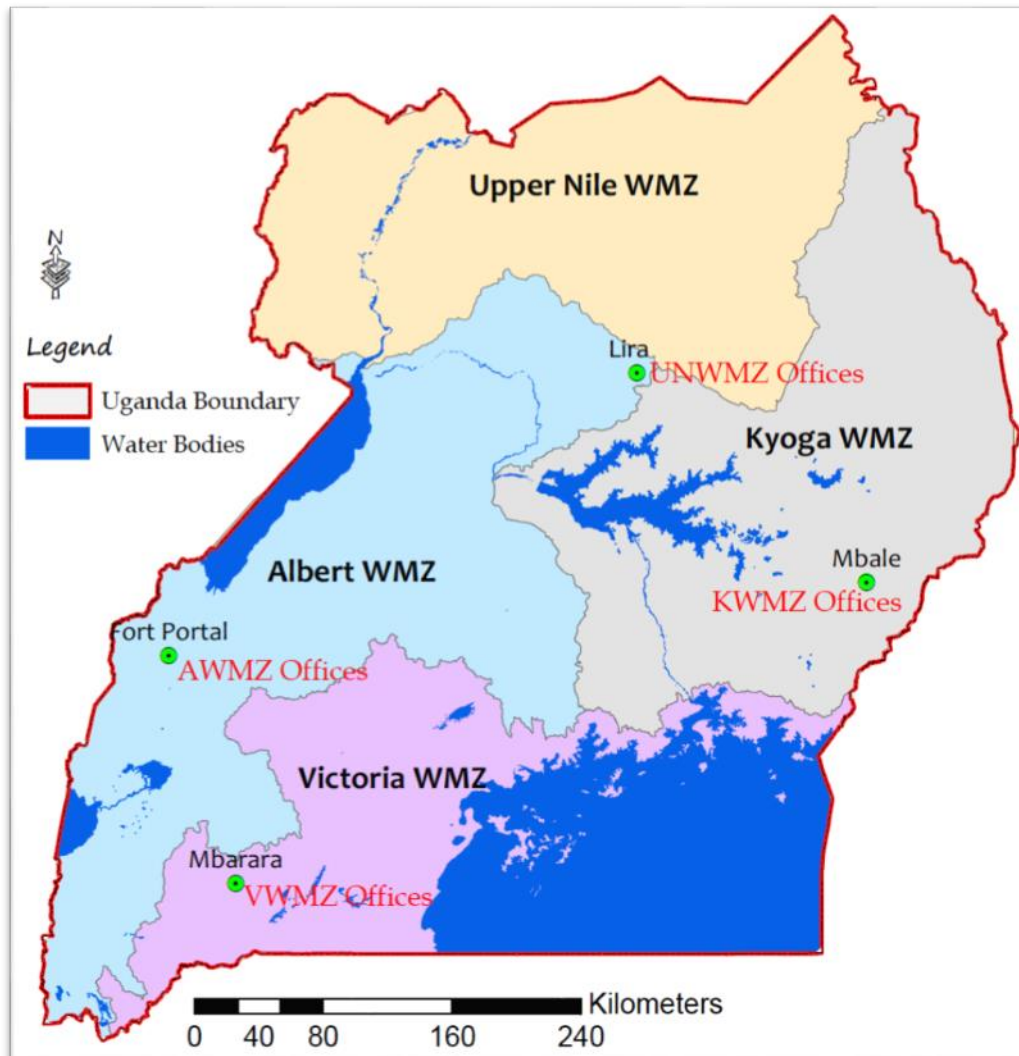 Upper Nile WMZ
N
Legend
Uganda Boundary
Water Bodies
Lira
UNWMZ Offices
Kyoga WMZ
Albert WMZ
Mbale
KWMZ Offices
Fort Portal
AWMZ Offices
Victoria WMZ
Mbarara
VWMZ Offices
Kilometers
0 40 80 160 240